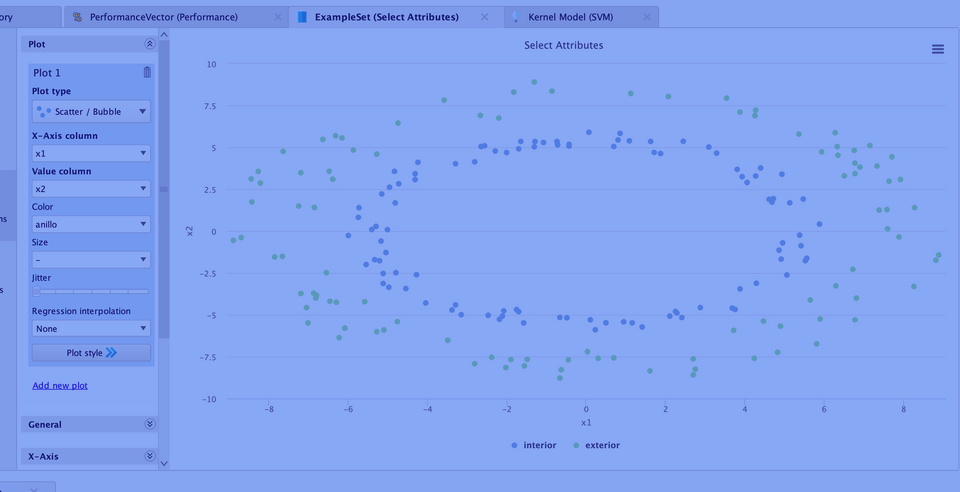 ory
PerformanceVector (Performance)
ExampleSet (Select Attributes)
Kernel Model (SVM)
Plot
Plot 1
Plot type
Scatter / Bubble
X-Axis column
x1
Value column
x2
Color
anillo
Size
–
Jitter
Regression interpolation
None
Plot style
Add new plot
General
X-Axis
ns
s
Select Attributes
x2
10
7.5
5
2.5
0
−2.5
−5
−7.5
−10
−8
−6
−4
−2
0
2
4
6
8
x1
interior
exterior